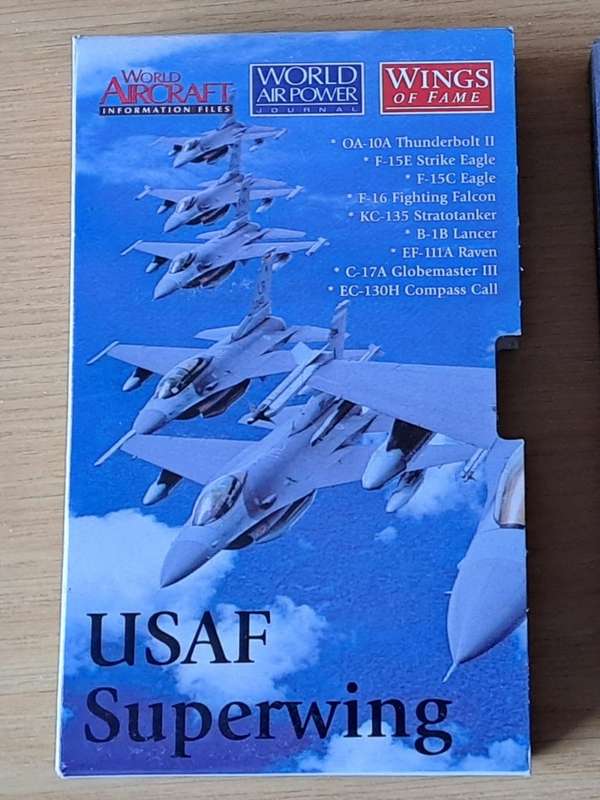 WORLD
AIRCRAFT
INFORMATION FILES
WORLD
AIR POWER
JOURNAL
WINGS
OF FAME
* OA-10A Thunderbolt II
* F-15E Strike Eagle
* F-15C Eagle
* F-16 Fighting Falcon
* KC-135 Stratotanker
* B-1B Lancer
* EF-111A Raven
* C-17A Globemaster III
* EC-130H Compass Call
USAF
Superwing